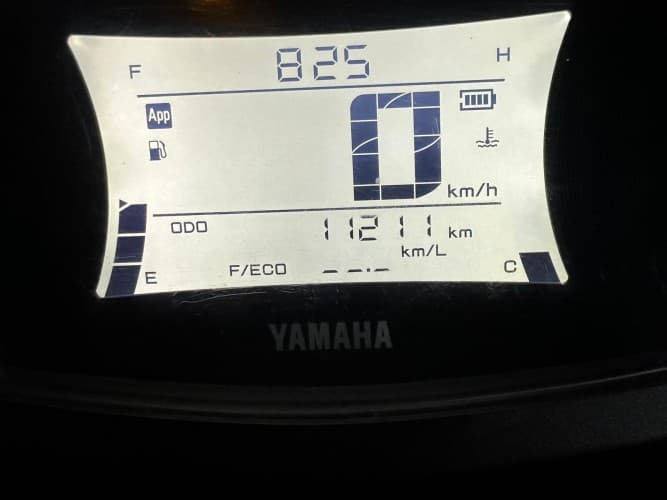 F 825 H
App
0 km/h
ODO 11211 km
km/L
E F/ECO C
YAMAHA